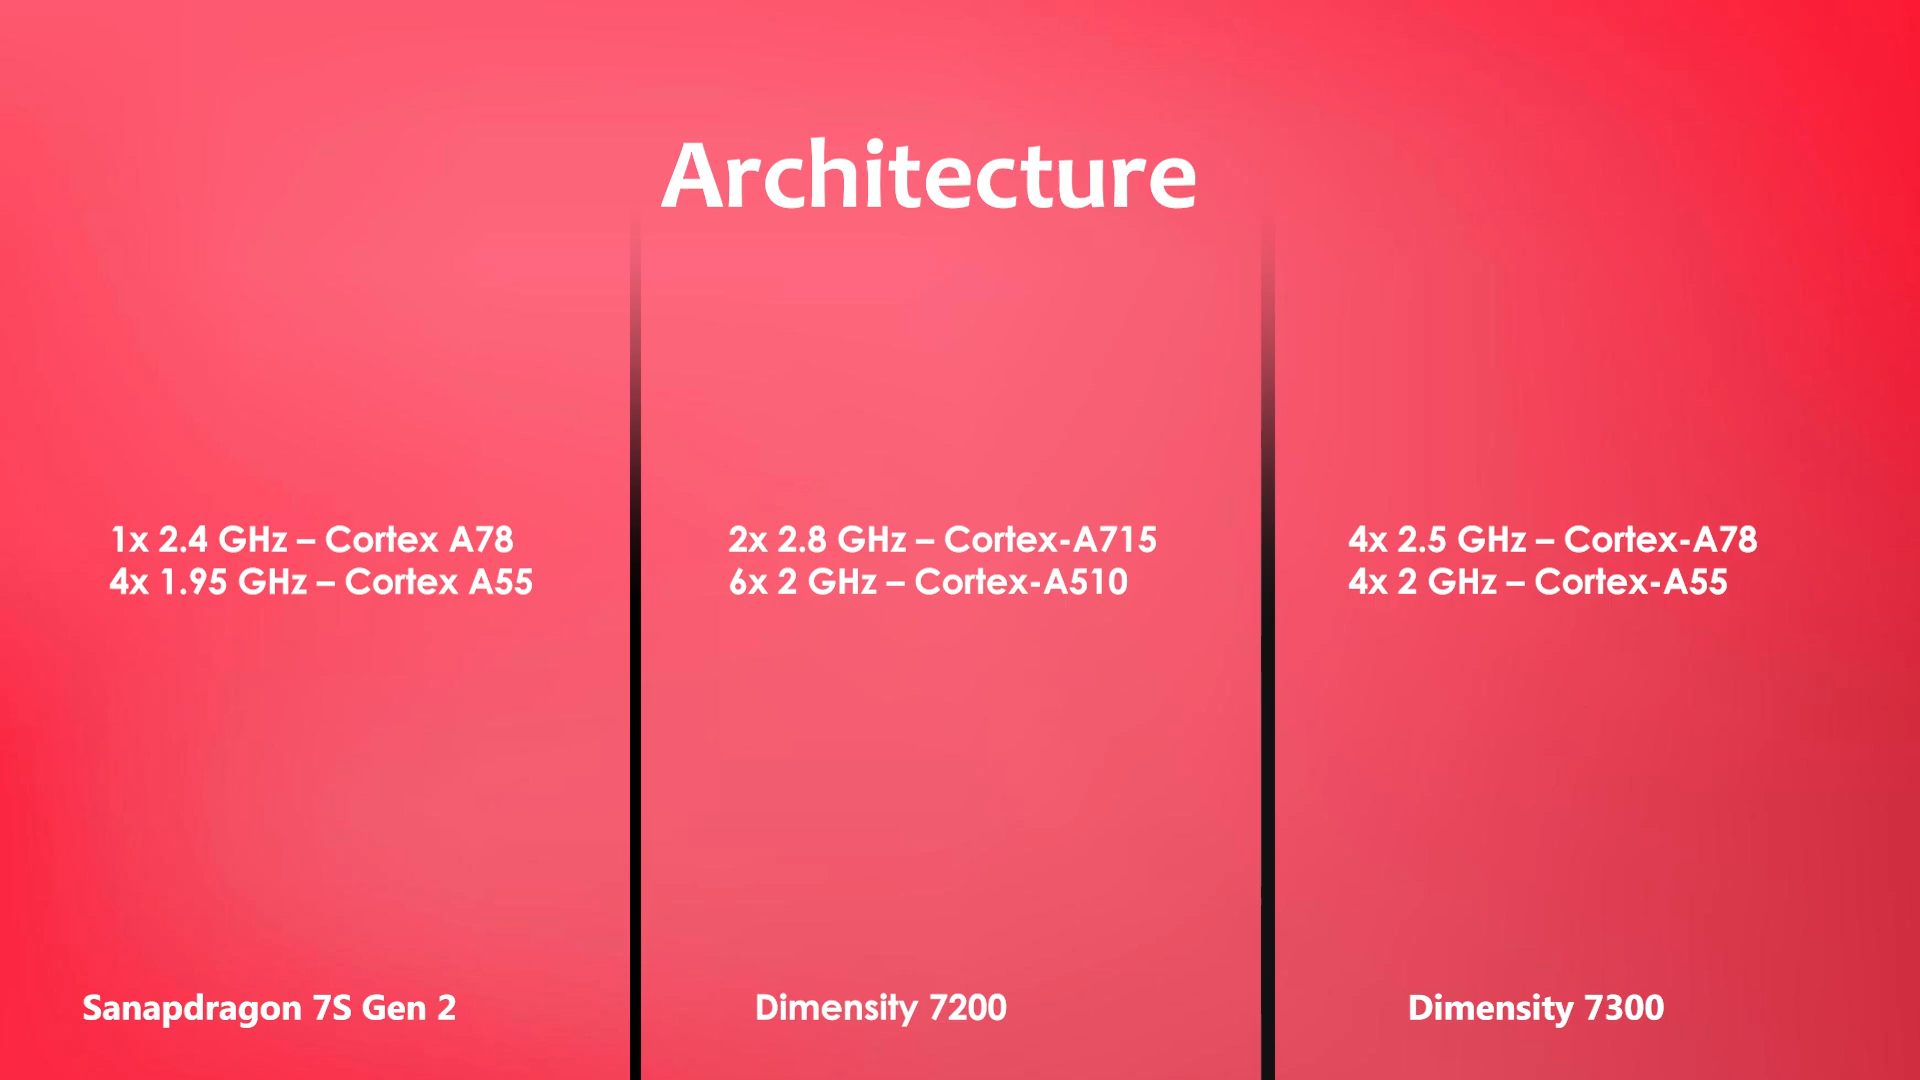 Architecture
1x 2.4 GHz – Cortex A78
4x 1.95 GHz – Cortex A55
2x 2.8 GHz – Cortex-A715
6x 2 GHz – Cortex-A510
4x 2.5 GHz – Cortex-A78
4x 2 GHz – Cortex-A55
Sanapdragon 7S Gen 2
Dimensity 7200
Dimensity 7300